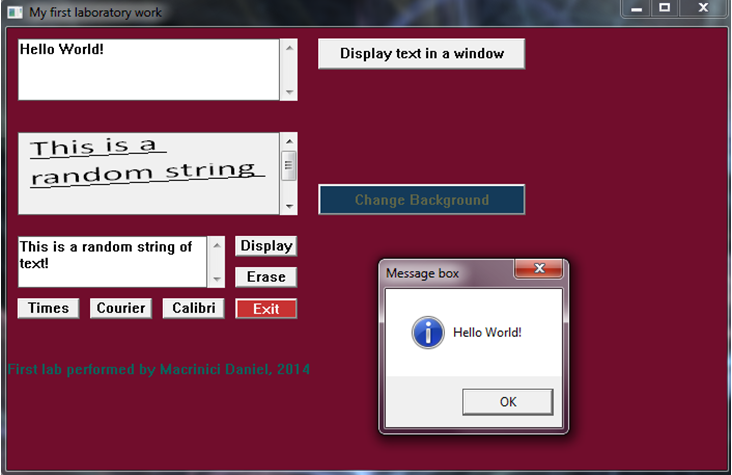 My first laboratory work
Hello World!
Display text in a window
This is a
random string
Change Background
This is a random string of
text!
Display
Erase
Times
Courier
Calibri
Exit
Message box
Hello World!
OK
First lab performed by Macrinici Daniel, 2014